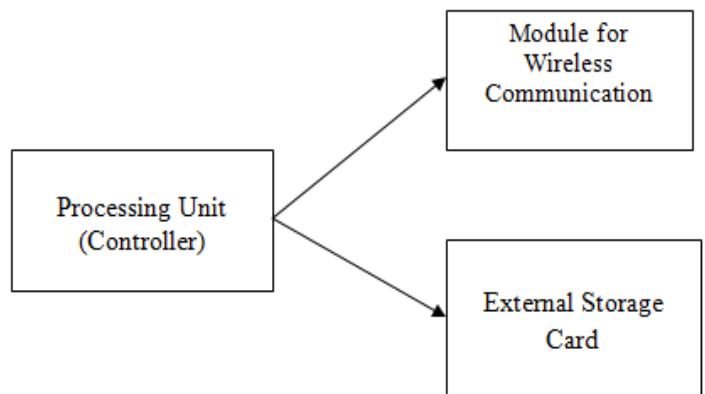 Module for
Wireless
Communication
Processing Unit
(Controller)
External Storage
Card